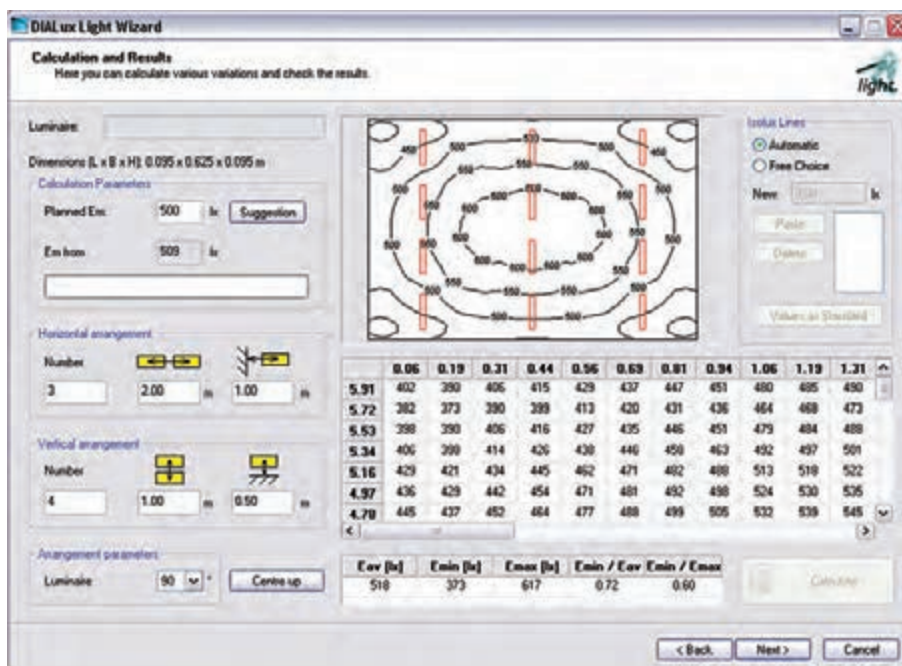 DIALux Light Wizard
Calculation and Results
Here you can calculate various variations and check the results.
light.
Luminaire:
Dimensions (L x B x H): 0.095 x 0.625 x 0.095 m
Calculation Parameters
Planned Em: 500 lx Suggestion
Em from 509 lx
Horizontal arrangement
Number
3 2.00 m 1.00 m
Vertical arrangement
Number
4 1.00 m 0.50 m
Arrangement parameters
Luminaire 90 ° Centre up
Isolux Lines
Automatic
Free Choice
New: lx
Paste
Delete
Values as Standard
0.06 0.19 0.31 0.44 0.56 0.69 0.81 0.94 1.06 1.19 1.31
5.91 402 390 406 415 429 437 447 451 480 485 490
5.72 382 373 390 399 413 420 431 436 464 468 473
5.53 398 390 406 416 427 435 446 451 479 484 488
5.34 406 398 414 426 438 446 458 463 492 497 501
5.16 429 421 434 445 462 471 482 488 513 518 522
4.97 436 429 442 454 471 481 492 498 524 530 535
4.78 445 437 452 464 477 488 499 505 532 539 545
Eav [lx] Emin [lx] Emax [lx] Emin / Eav Emin / Emax
518 373 617 0.72 0.60
Calculate
< Back Next > Cancel